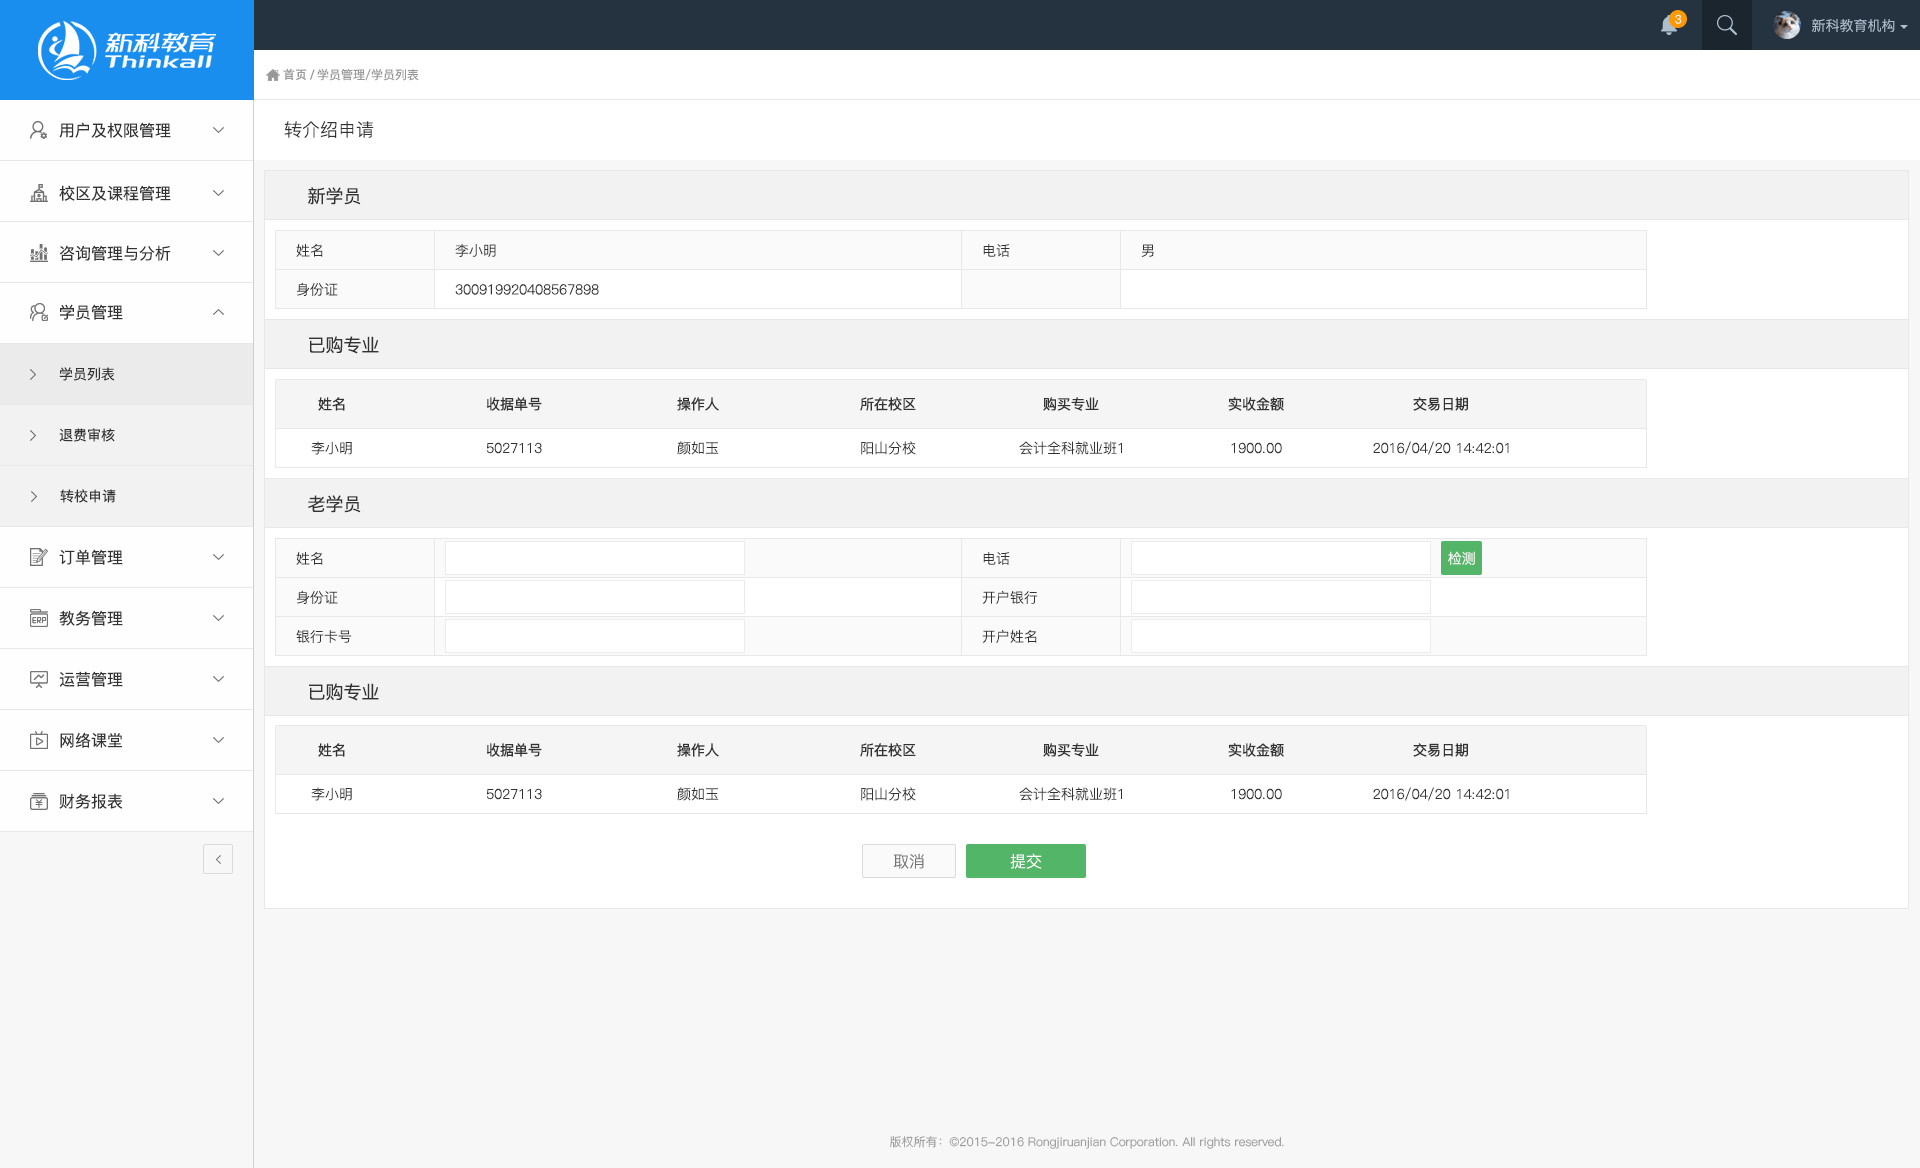 新科教育
Thinkall
3
新科教育机构
首页 / 学员管理/学员列表
用户及权限管理
校区及课程管理
咨询管理与分析
学员管理
学员列表
退费审核
转校申请
订单管理
ERP 教务管理
运营管理
网络课堂
财务报表
转介绍申请
新学员
姓名 李小明 电话 男
身份证 300919920408567898
已购专业
姓名 收据单号 操作人 所在校区 购买专业 实收金额 交易日期
李小明 5027113 颜如玉 阳山分校 会计全科就业班1 1900.00 2016/04/20 14:42:01
老学员
姓名 电话 检测
身份证 开户银行
银行卡号 开户姓名
已购专业
姓名 收据单号 操作人 所在校区 购买专业 实收金额 交易日期
李小明 5027113 颜如玉 阳山分校 会计全科就业班1 1900.00 2016/04/20 14:42:01
取消 提交
版权所有：©2015-2016 Rongjiruanjian Corporation. All rights reserved.